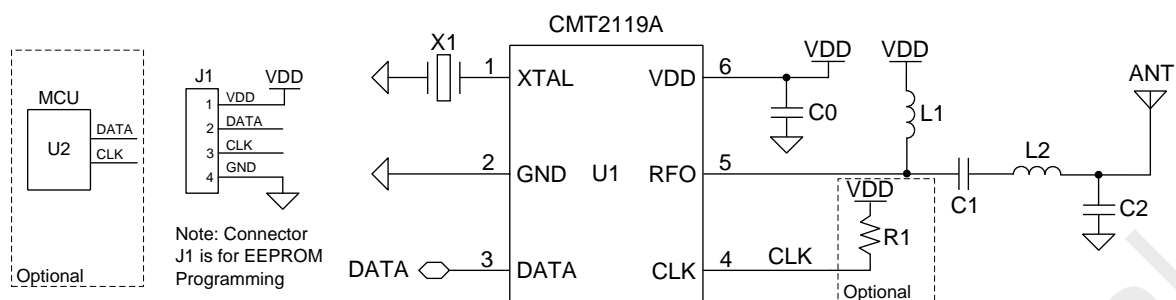 CMT2119A
X1
1
XTAL
VDD
6
VDD
C0
VDD
L1
ANT
MCU
U2
DATA
CLK
Optional
J1
VDD
1
VDD
2
DATA
3
CLK
4
GND
Note: Connector
J1 is for EEPROM
Programming
2
GND
U1
RFO
5
L2
C1
C2
VDD
R1
DATA
3
DATA
CLK
4
CLK
Optional